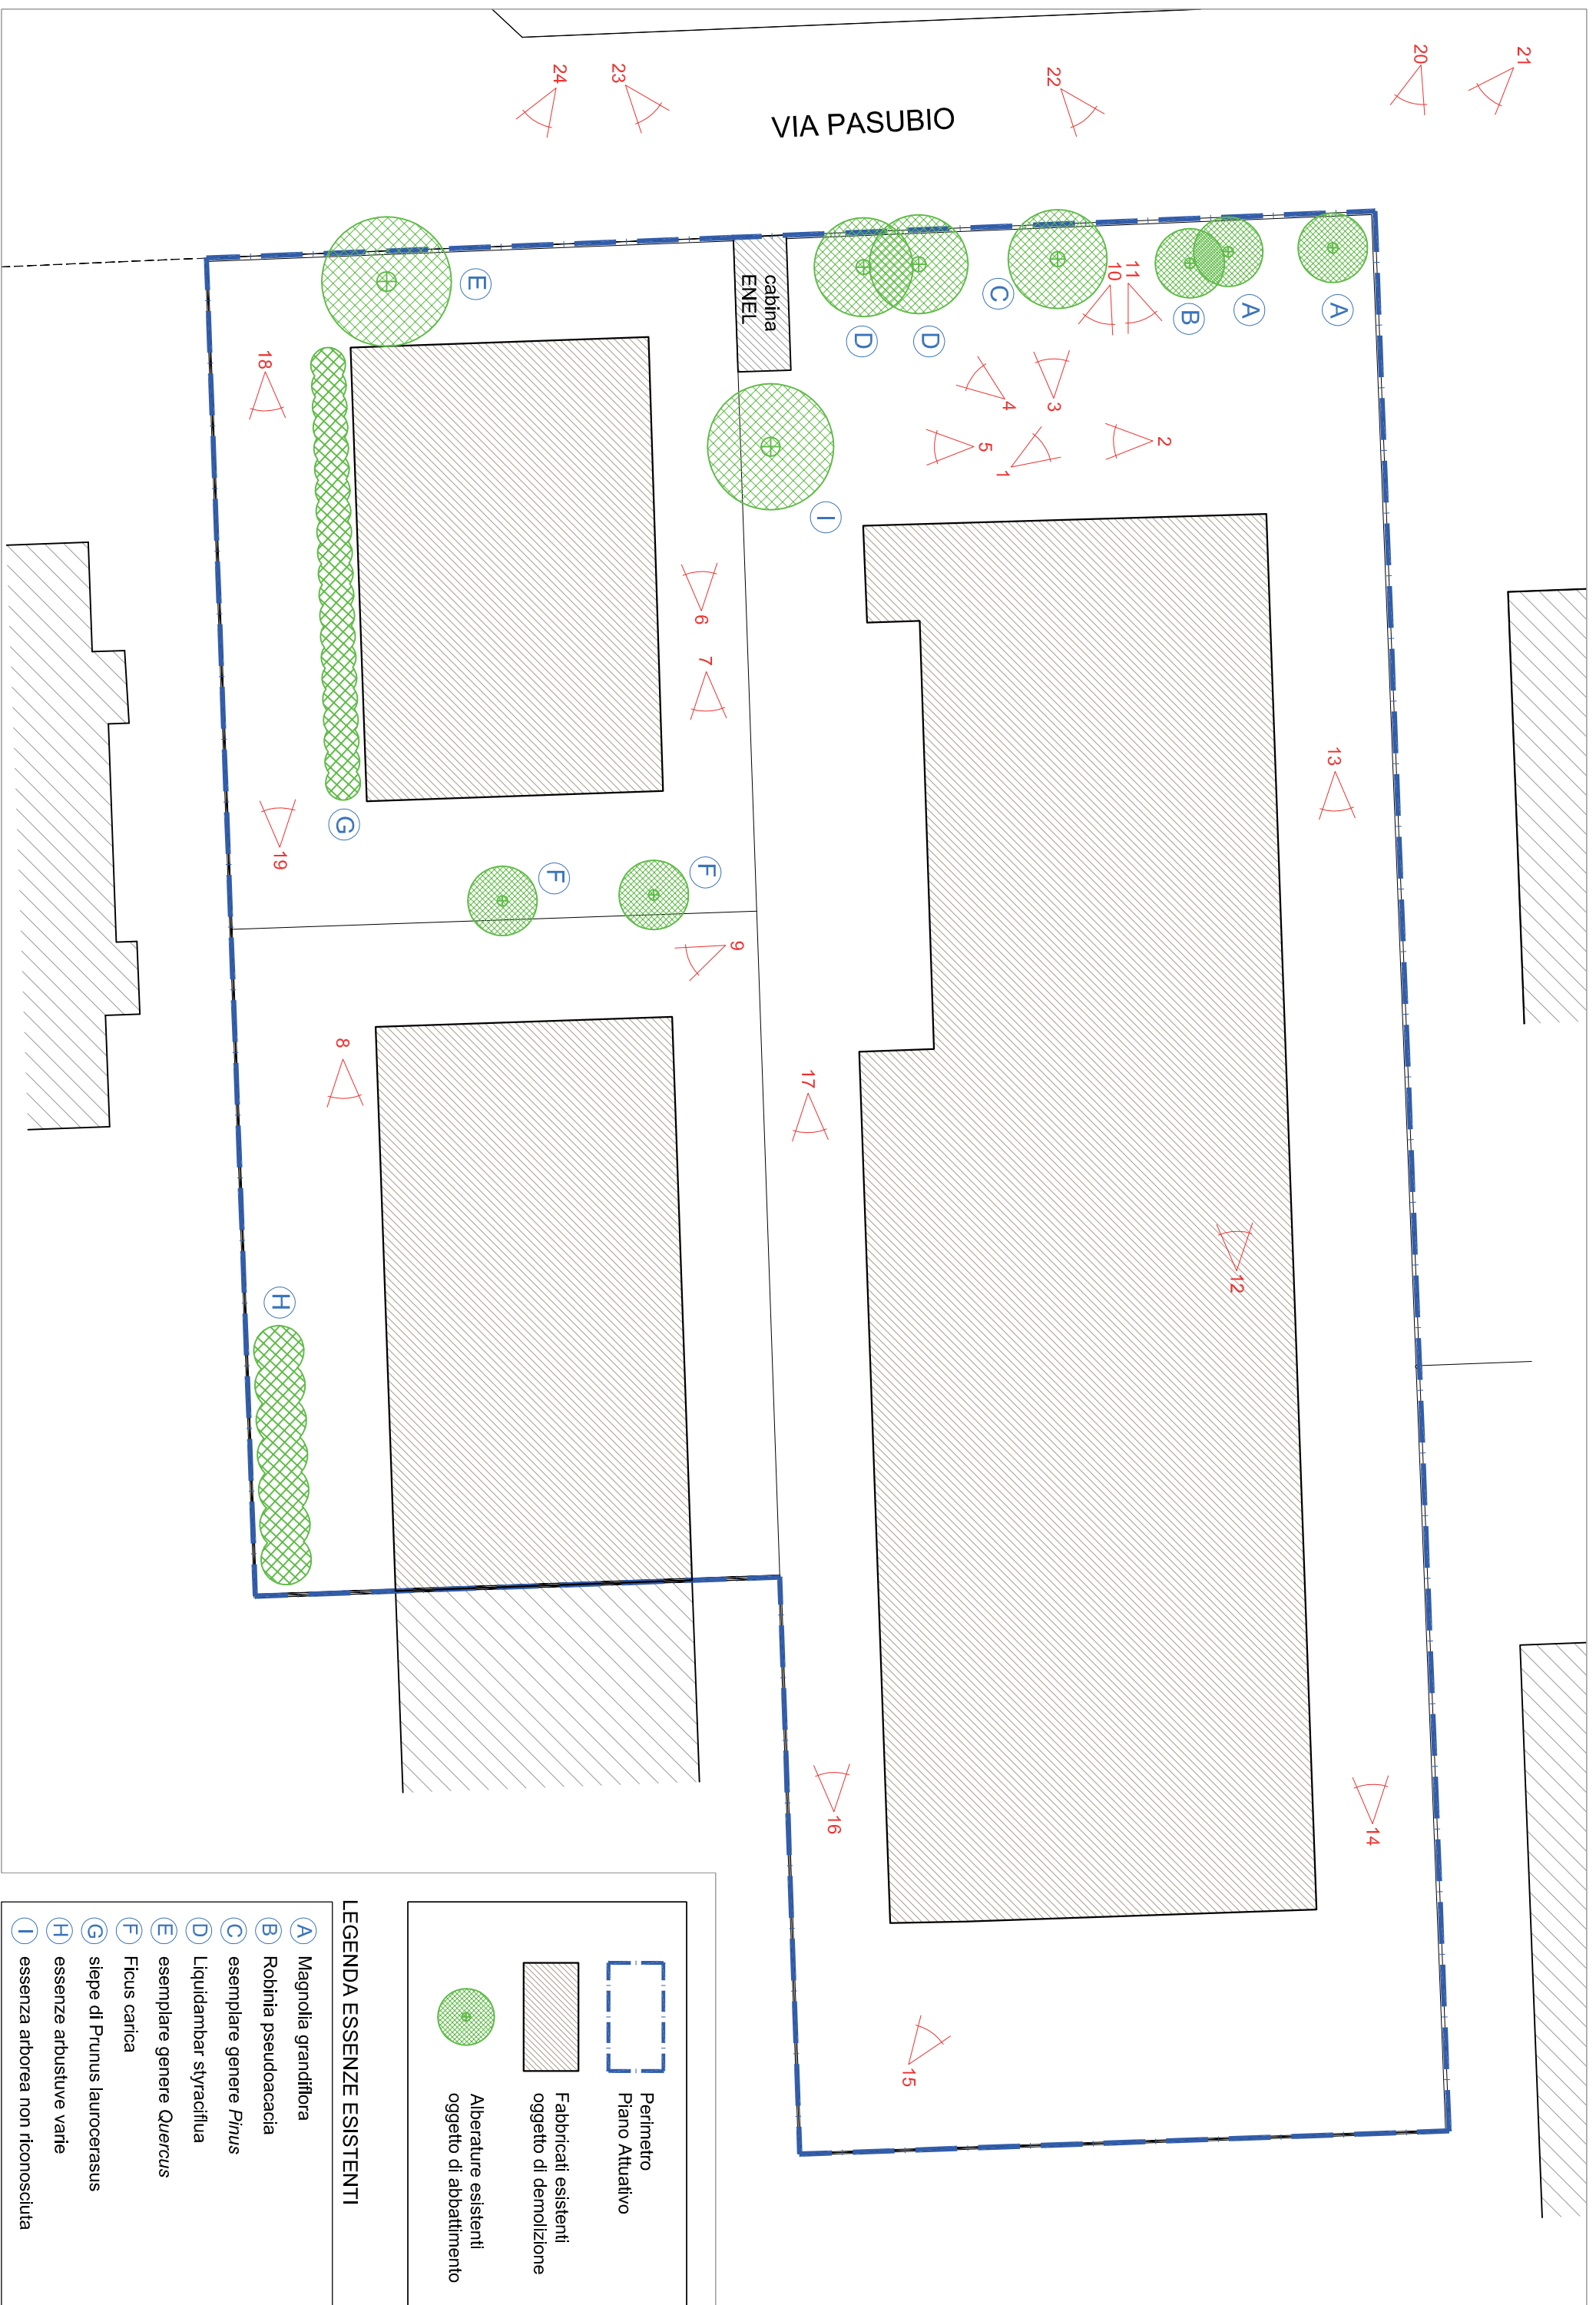 21
20
22
23
24
VIA PASUBIO
A
A
B
11
10
C
D
D
cabina
ENEL
E
18
3
4
2
5
1
I
6
7
13
G
19
F
F
9
8
17
12
H
14
16
15
Perimetro
Piano Attuativo
Fabbricati esistenti
oggetto di demolizione
Alberature esistenti
oggetto di abbattimento
LEGENDA ESSENZE ESISTENTI
A Magnolia grandiflora
B Robinia pseudoacacia
C esemplare genere Pinus
D Liquidambar styraciflua
E esemplare genere Quercus
F Ficus carica
G siepe di Prunus laurocerasus
H essenze arbustuve varie
I essenza arborea non riconosciuta